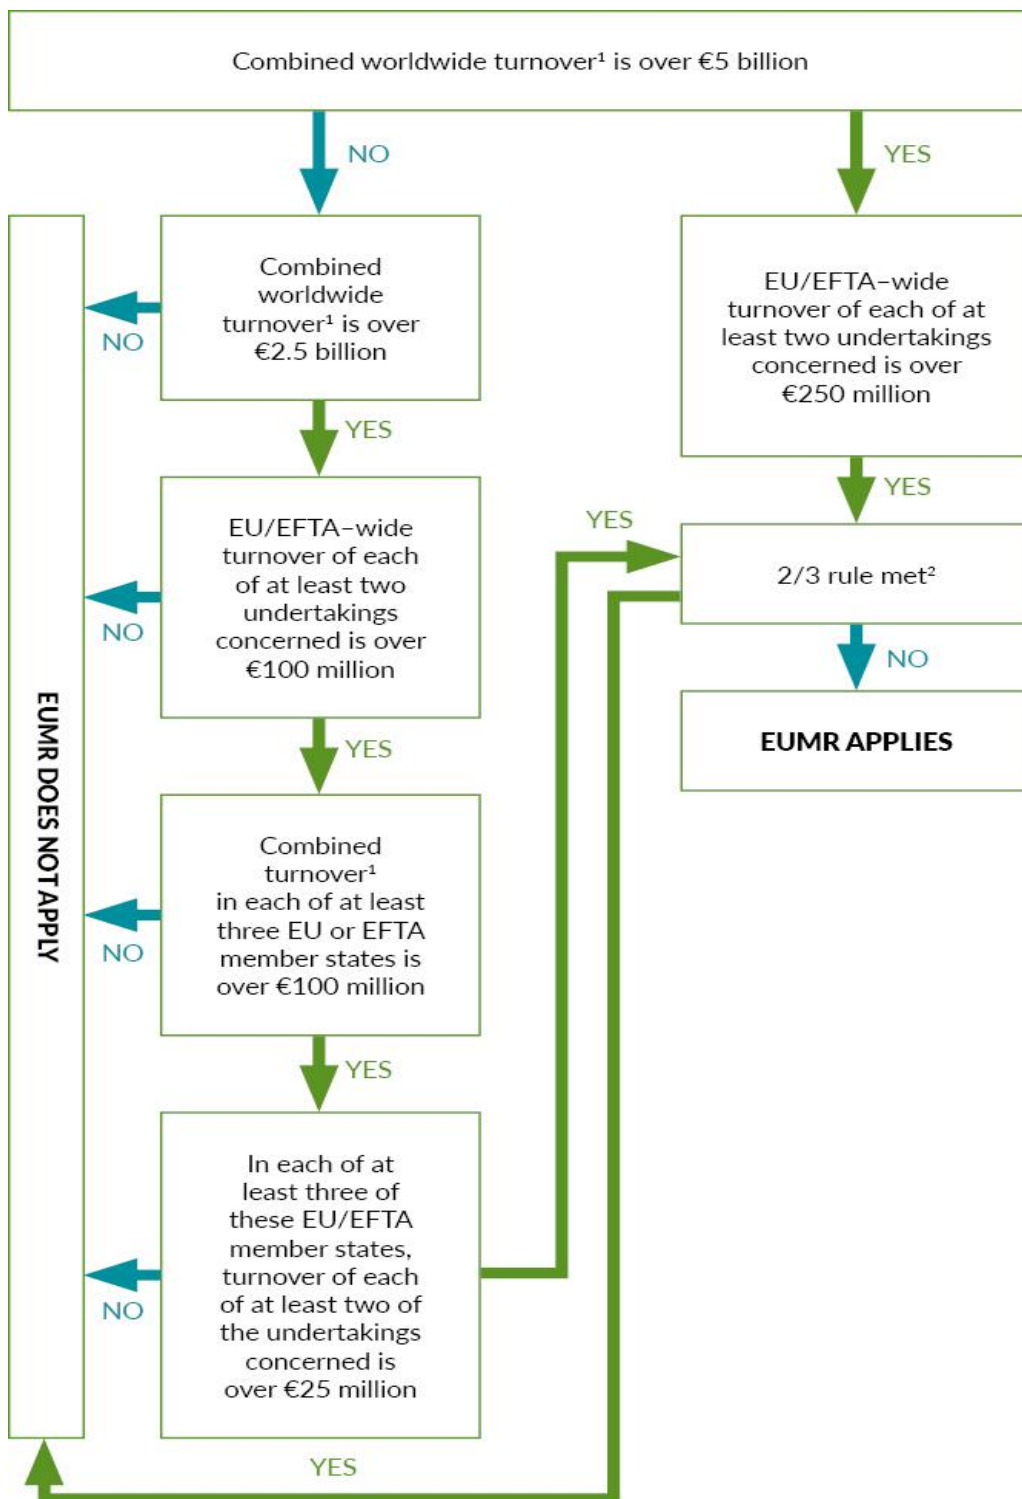 Combined worldwide turnover¹ is over €5 billion
NO
YES
Combined
worldwide
turnover¹ is over
€2.5 billion
NO
EU/EFTA–wide
turnover of each of at
least two undertakings
concerned is over
€250 million
YES
YES
EU/EFTA–wide
turnover of each
of at least two
undertakings
concerned is over
€100 million
NO
YES
2/3 rule met²
NO
EUMR APPLIES
EUMR DOES NOT APPLY
YES
Combined
turnover¹
in each of at least
three EU or EFTA
member states is
over €100 million
NO
YES
In each of at
least three of
these EU/EFTA
member states,
turnover of each
of at least two of
the undertakings
concerned is
over €25 million
NO
YES